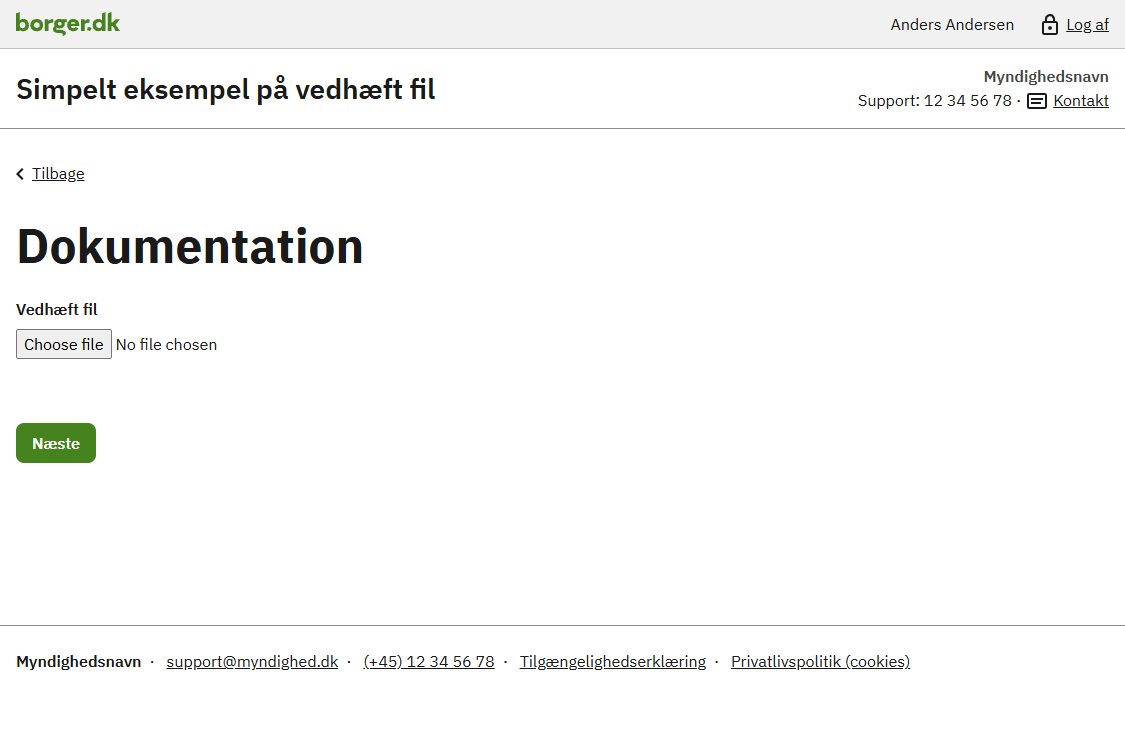 borger.dk
Anders Andersen
Log af
Simpelt eksempel på vedhæft fil
Myndighedsnavn
Support: 12 34 56 78 · Kontakt
Tilbage
Dokumentation
Vedhæft fil
Choose file No file chosen
Næste
Myndighedsnavn · support@myndighed.dk · (+45) 12 34 56 78 · Tilgængelighedserklæring · Privatlivspolitik (cookies)